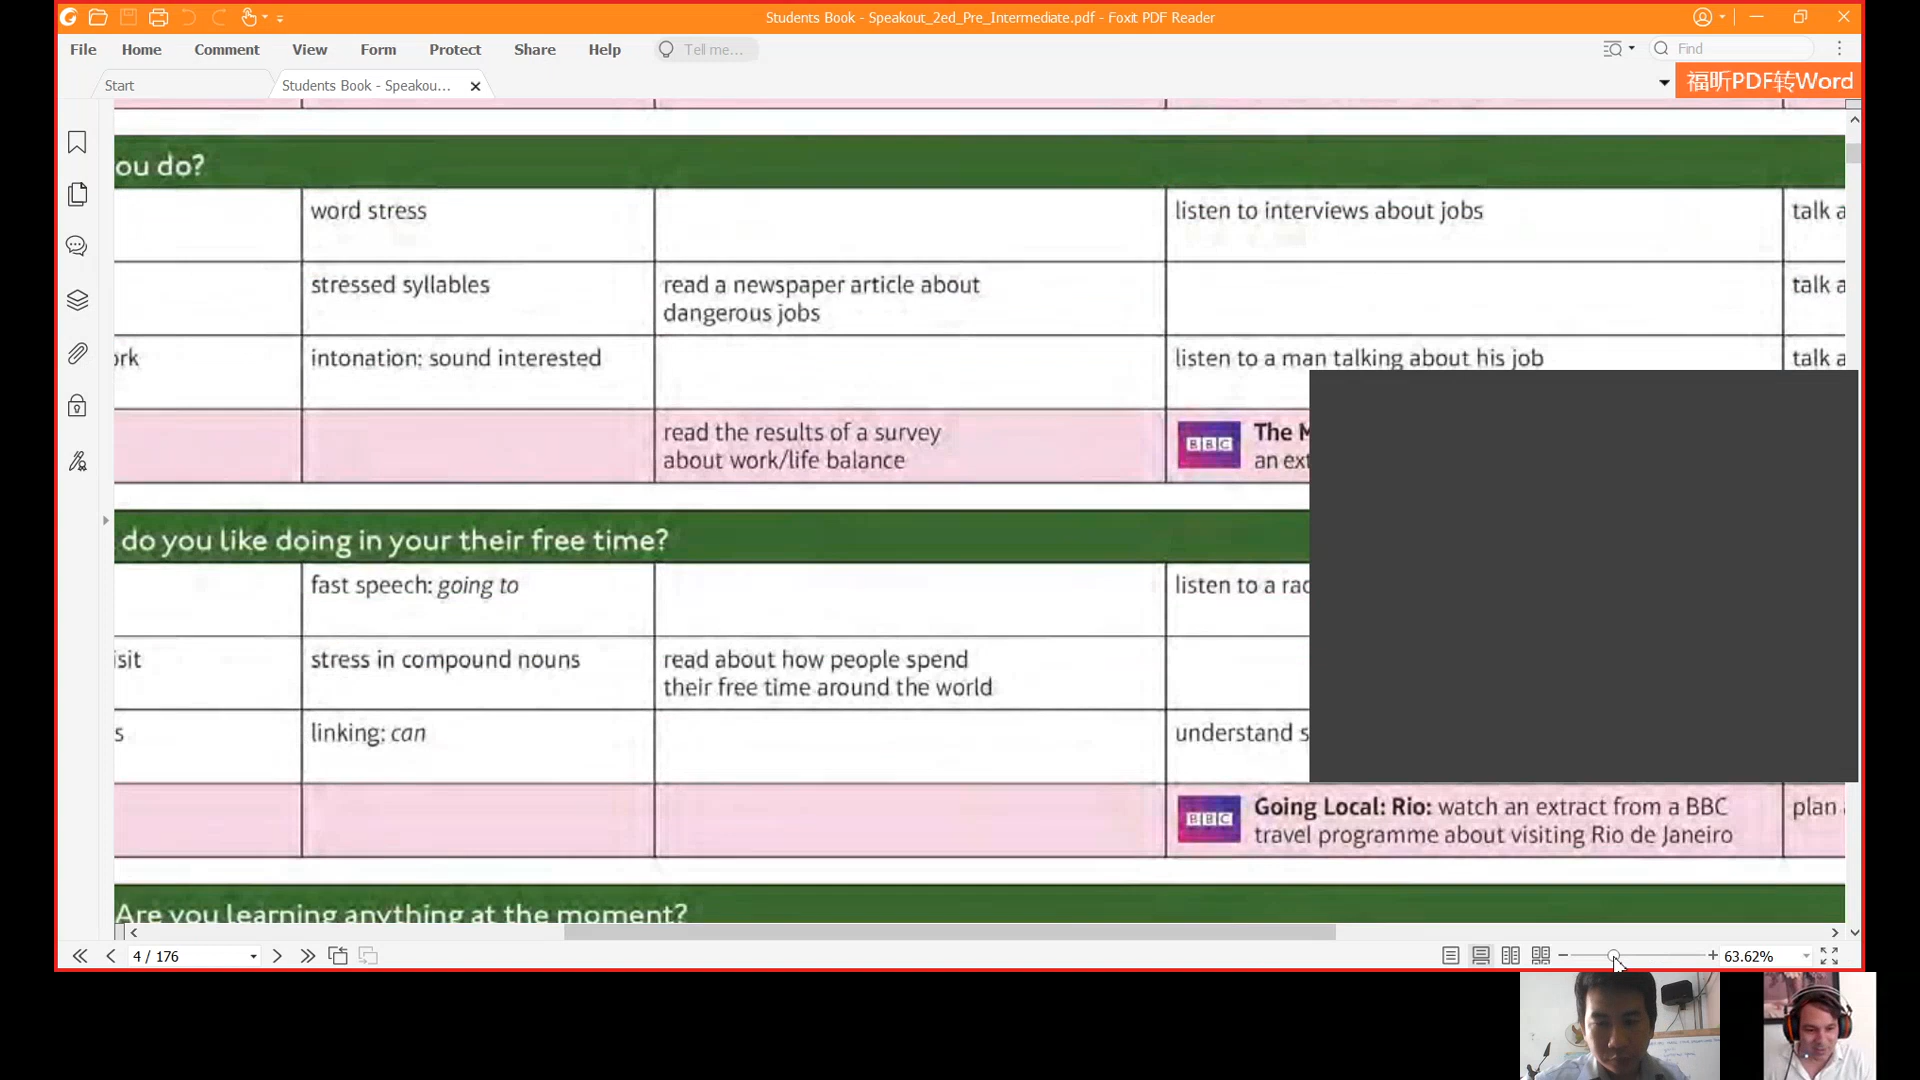 Students Book - Speakout_2ed_Pre_Intermediate.pdf - Foxit PDF Reader
File Home Comment View Form Protect Share Help Tell me... Find
Start Students Book - Speakou... 福昕PDF转Word
ou do?
word stress listen to interviews about jobs talk a
stressed syllables read a newspaper article about talk a
dangerous jobs
ork intonation: sound interested listen to a man talking about his job talk a
read the results of a survey BBC The M
about work/life balance an ext
do you like doing in your their free time?
fast speech: going to listen to a rac
isit stress in compound nouns read about how people spend
their free time around the world
s linking: can understand s
BBC Going Local: Rio: watch an extract from a BBC plan
travel programme about visiting Rio de Janeiro
Are you learning anything at the moment?
4 / 176 63.62%